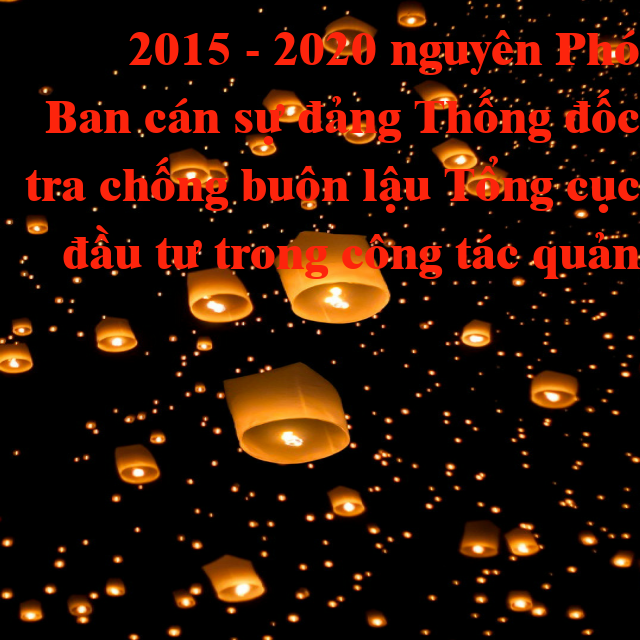 2015 - 2020 nguyên Phó
Ban cán sự đảng Thống đốc
tra chống buôn lậu Tổng cục
đầu tư trong công tác quản